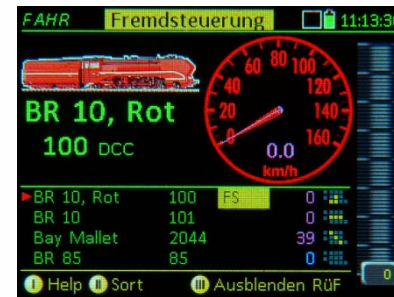 FAHR Fremdsteuerung 11:13:3
60 80 100
40 120
20 140
0 160
BR 10, Rot
100 DCC
0.0
km/h
BR 10, Rot 100 FS 0
BR 10 101 0
Bay Mallet 2044 39
BR 85 85 0
I Help II Sort III Ausblenden RüF
0